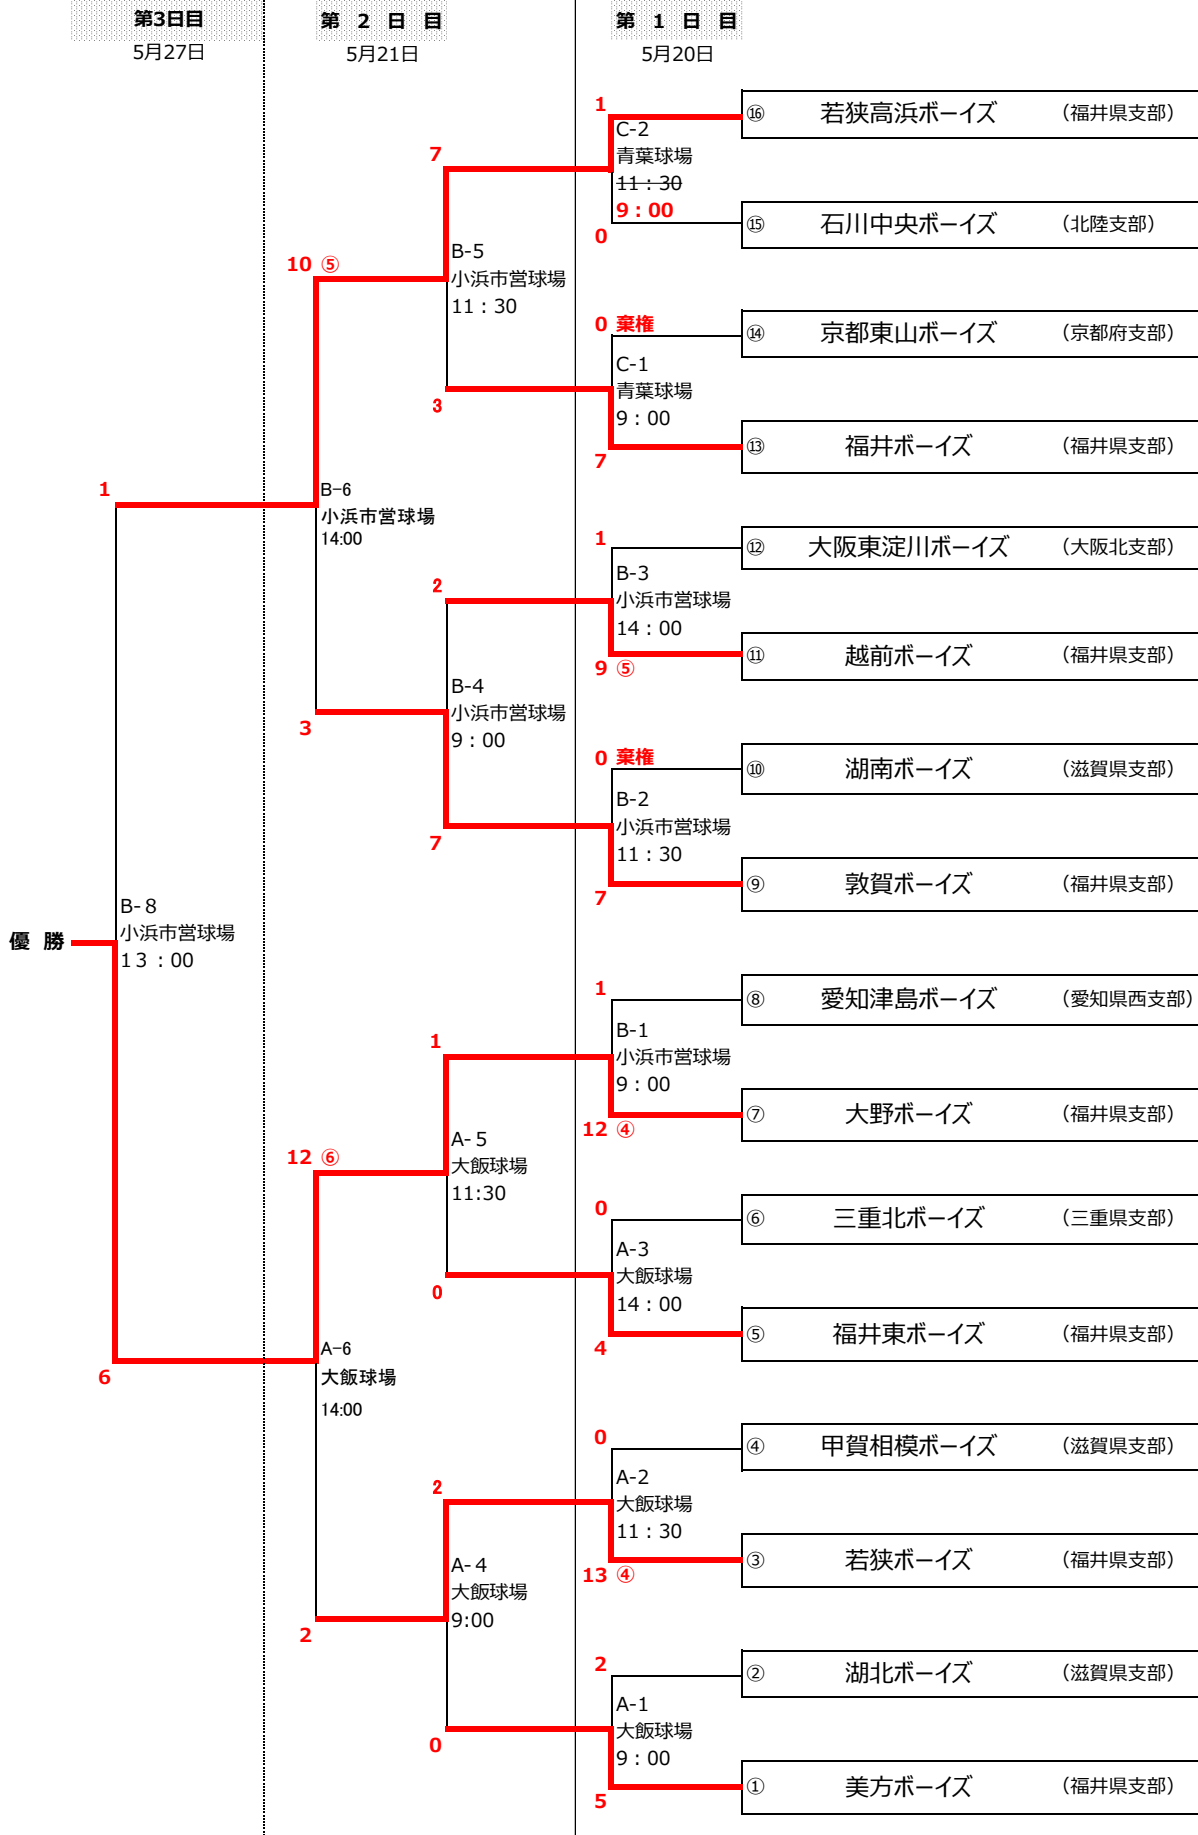 第3日目
第 2 日 目
第 1 日 目
5月27日
5月21日
5月20日
1
⑯ 若狭高浜ボーイズ （福井県支部）
C-2
青葉球場
11：30
9：00
7
0
⑮ 石川中央ボーイズ （北陸支部）
B-5
小浜市営球場
11：30
10 ⑤
0 棄権
⑭ 京都東山ボーイズ （京都府支部）
C-1
青葉球場
9：00
3
7
⑬ 福井ボーイズ （福井県支部）
1
B-6
小浜市営球場
14:00
1
⑫ 大阪東淀川ボーイズ （大阪北支部）
B-3
小浜市営球場
14：00
2
9 ⑤
⑪ 越前ボーイズ （福井県支部）
B-4
小浜市営球場
9：00
3
0 棄権
⑩ 湖南ボーイズ （滋賀県支部）
B-2
小浜市営球場
11：30
7
7
⑨ 敦賀ボーイズ （福井県支部）
B-８
小浜市営球場
１３：00
優 勝
1
⑧ 愛知津島ボーイズ （愛知県西支部）
B-1
小浜市営球場
9：00
1
12 ④
⑦ 大野ボーイズ （福井県支部）
A-５
大飯球場
11:30
12 ⑥
0
⑥ 三重北ボーイズ （三重県支部）
A-3
大飯球場
14：00
0
4
⑤ 福井東ボーイズ （福井県支部）
A-6
大飯球場
14:00
6
0
④ 甲賀相模ボーイズ （滋賀県支部）
A-2
大飯球場
11：30
2
13 ④
③ 若狭ボーイズ （福井県支部）
A-４
大飯球場
9:00
2
2
② 湖北ボーイズ （滋賀県支部）
A-1
大飯球場
9：00
0
5
① 美方ボーイズ （福井県支部）